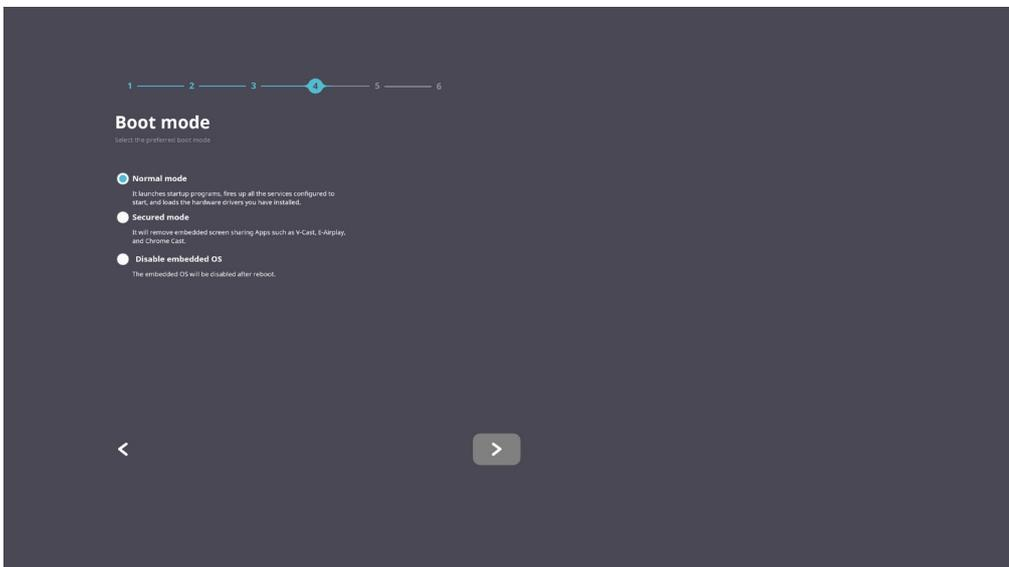 1 2 3 4 5 6
Boot mode
Select the preferred boot mode
Normal mode
It launches startup programs, fires up all the services configured to
start, and loads the hardware drivers you have installed.
Secured mode
It will remove embedded screen sharing Apps such as V-Cast, E-Airplay,
and Chrome Cast.
Disable embedded OS
The embedded OS will be disabled after reboot.